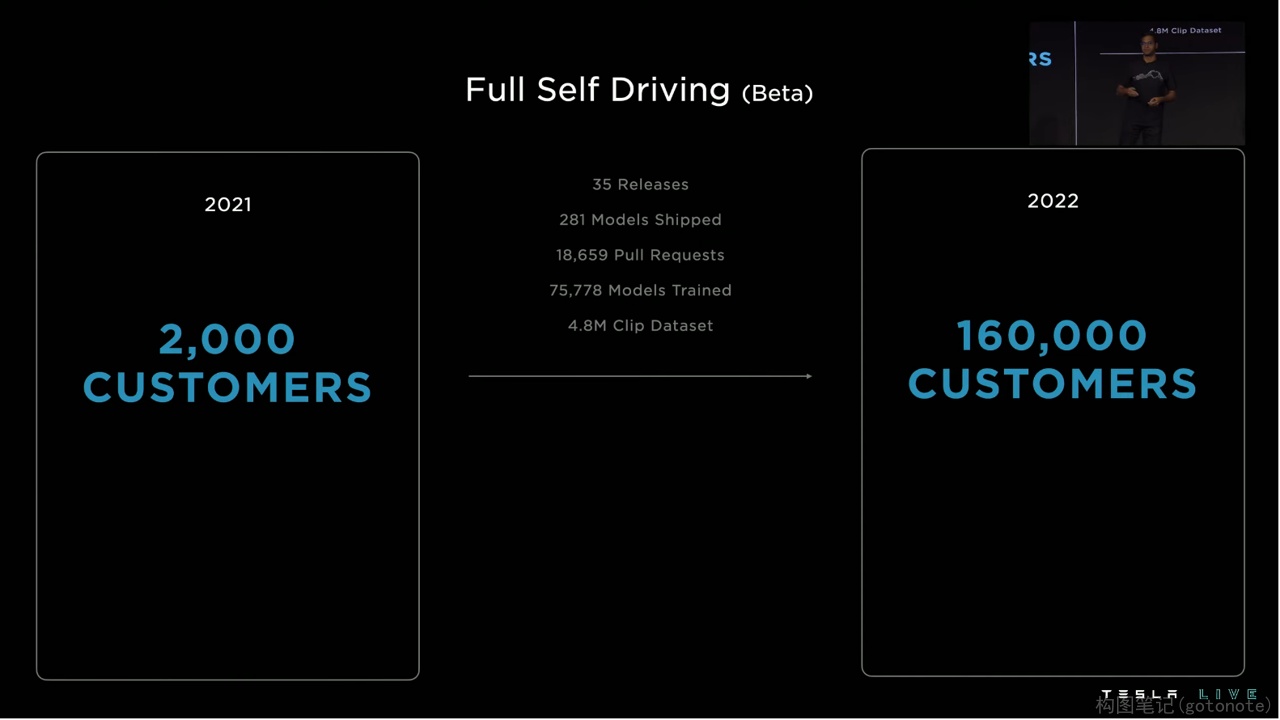 4.8M Clip Dataset
RS
Full Self Driving (Beta)
2021
2,000
CUSTOMERS
35 Releases
281 Models Shipped
18,659 Pull Requests
75,778 Models Trained
4.8M Clip Dataset
2022
160,000
CUSTOMERS
TESLA LIVE
构图笔记(gotonote)